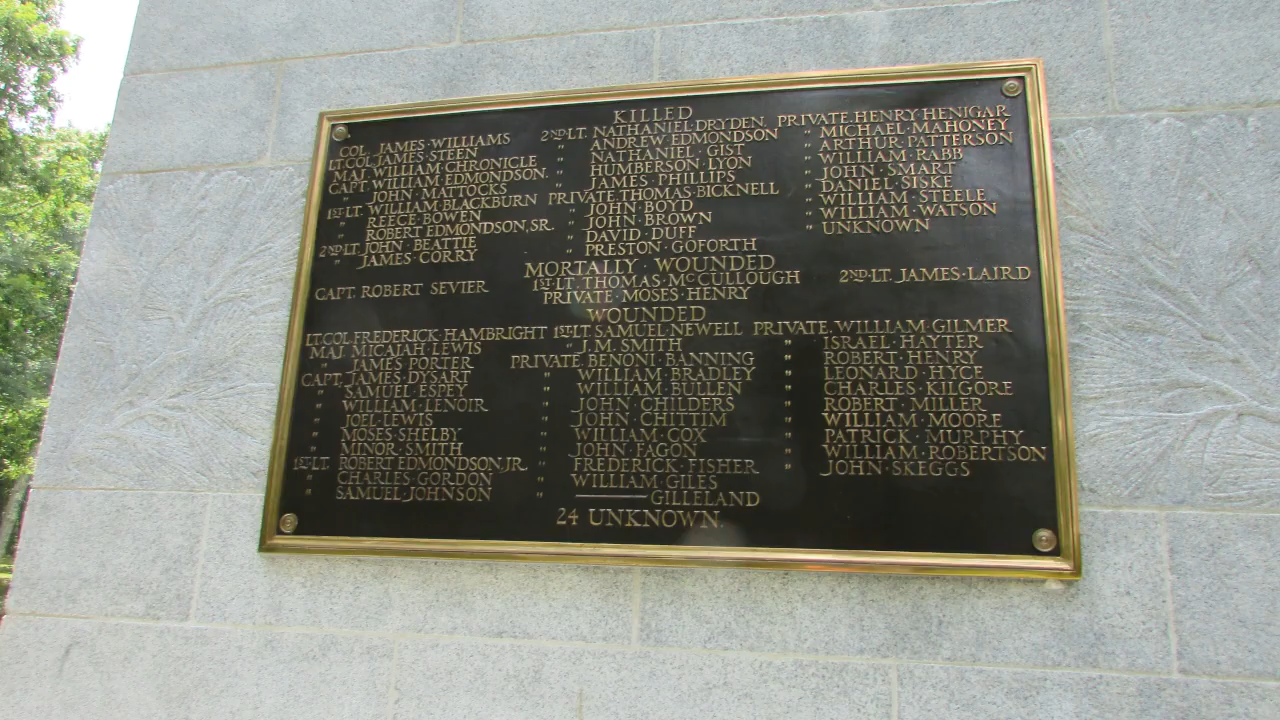 KILLED
COL. JAMES·WILLIAMS
LT.COL.JAMES·STEEN
MAJ. WILLIAM·CHRONICLE
CAPT. WILLIAM·EDMONDSON.
" JOHN·MATTOCKS
1ST·LT. WILLIAM·BLACKBURN
" REECE·BOWEN
" ROBERT EDMONDSON,SR.
2ND·LT. JOHN·BEATTIE
" JAMES·CORRY
2ND·LT. NATHANIEL·DRYDEN.
" ANDREW·EDMONDSON
" NATHANIEL·GIST
" HUMBERSON·LYON
" JAMES·PHILLIPS
PRIVATE·THOMAS·BICKNELL
" JOHN·BOYD
" JOHN·BROWN
" DAVID·DUFF
" PRESTON·GOFORTH
PRIVATE.HENRY·HENIGAR
" MICHAEL·MAHONEY
" ARTHUR·PATTERSON
" WILLIAM·RABB
" JOHN·SMART
" DANIEL·SISKE
" WILLIAM·STEELE
" WILLIAM·WATSON
" UNKNOWN
MORTALLY·WOUNDED
CAPT. ROBERT SEVIER
1ST·LT.THOMAS·McCULLOUGH
PRIVATE·MOSES·HENRY
2ND·LT. JAMES·LAIRD
WOUNDED
LT.COL.FREDERICK·HAMBRIGHT
MAJ. MICAJAH·LEWIS
" JAMES PORTER
CAPT. JAMES·DYSART
" SAMUEL·ESPEY
" WILLIAM·LENOIR
" JOEL·LEWIS
" MOSES·SHELBY
" MINOR·SMITH
1ST·LT. ROBERT EDMONDSON,JR.
" CHARLES·GORDON
" SAMUEL·JOHNSON
1ST·LT. SAMUEL·NEWELL
" J.M.·SMITH
PRIVATE.BENONI·BANNING
" WILLIAM·BRADLEY
" WILLIAM·BULLEN
" JOHN·CHILDERS
" JOHN·CHITTIM
" WILLIAM·COX
" JOHN·FAGON
" FREDERICK·FISHER
" WILLIAM·GILES
" ——— GILLELAND
PRIVATE.WILLIAM·GILMER
" ISRAEL·HAYTER
" ROBERT·HENRY
" LEONARD·HYCE
" CHARLES·KILGORE
" ROBERT·MILLER
" WILLIAM·MOORE
" PATRICK·MURPHY
" WILLIAM·ROBERTSON
" JOHN·SKEGGS
24 UNKNOWN.